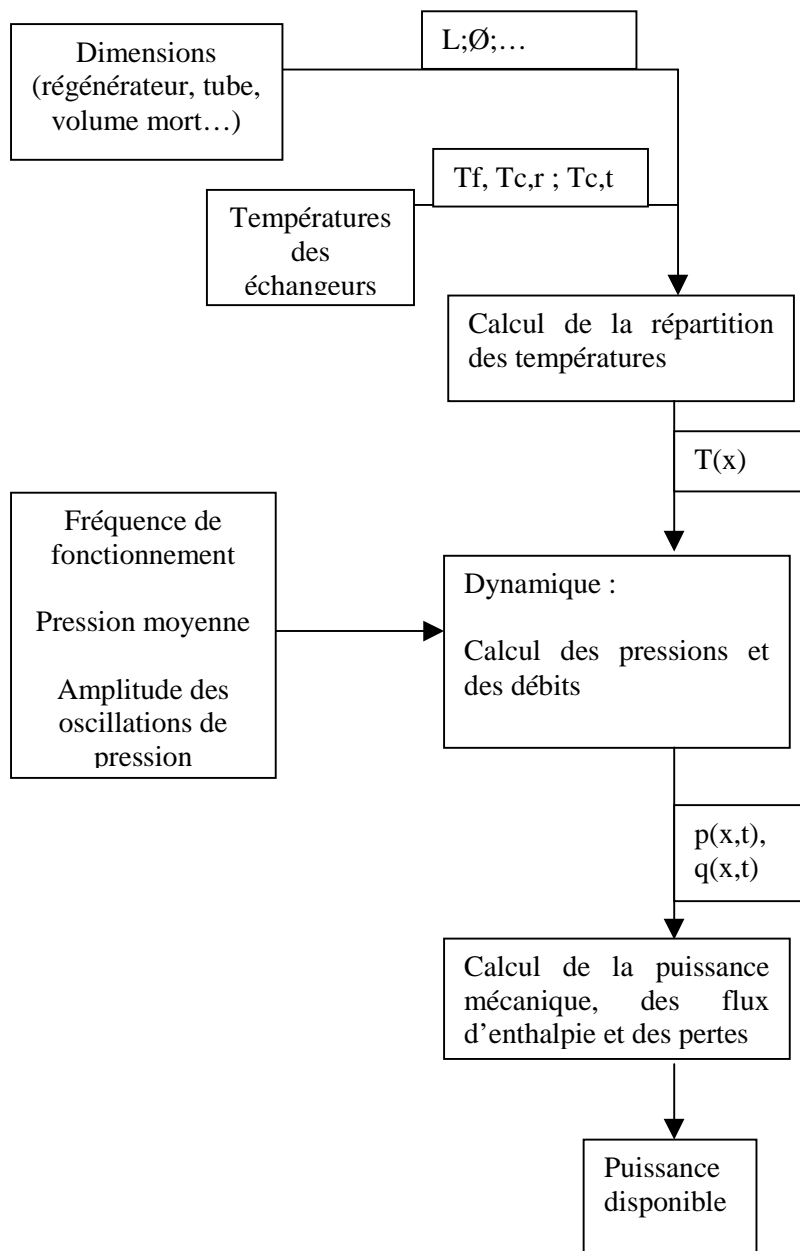 Dimensions
(régénérateur, tube,
volume mort…)
L;Ø;…
Tf, Tc,r ; Tc,t
Températures
des
échangeurs
Calcul de la répartition
des températures
T(x)
Fréquence de
fonctionnement
Pression moyenne
Amplitude des
oscillations de
pression
Dynamique :
Calcul des pressions et
des débits
p(x,t),
q(x,t)
Calcul de la puissance
mécanique, des flux
d’enthalpie et des pertes
Puissance
disponible